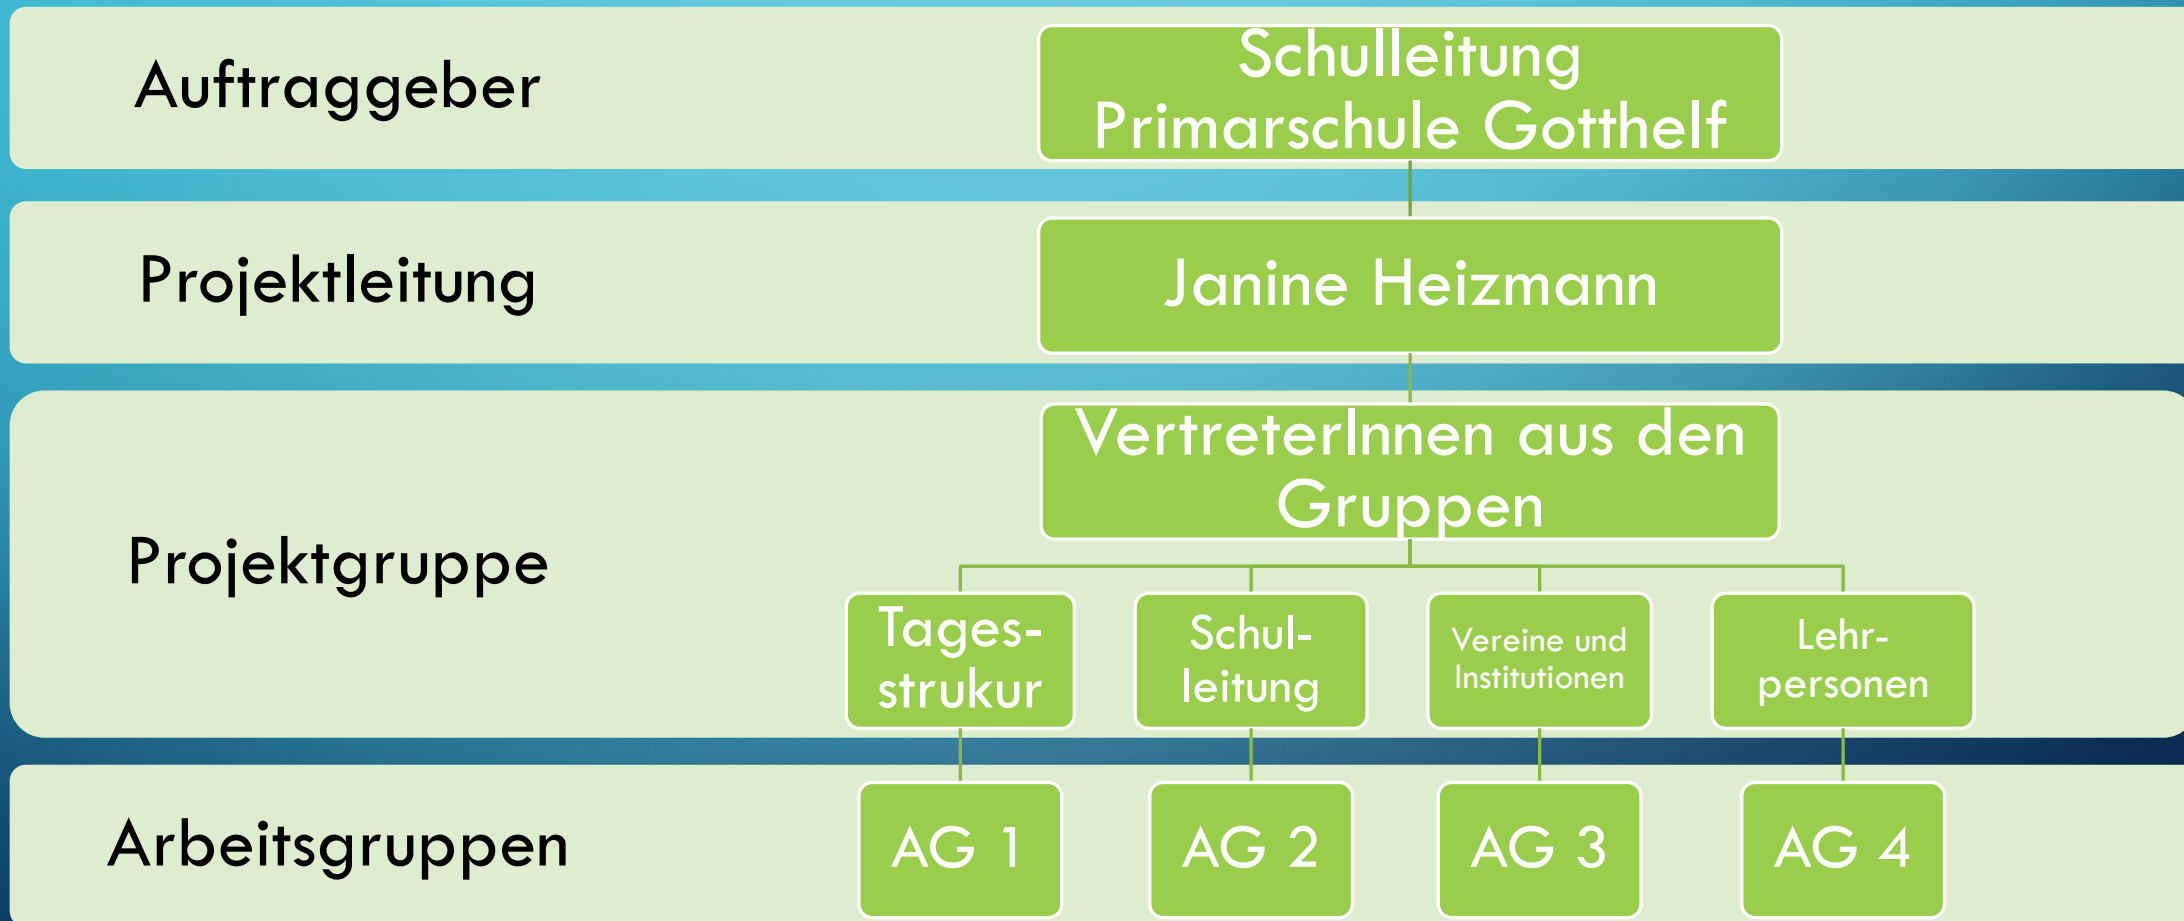 Auftraggeber
Schulleitung
Primarschule Gotthelf
Projektleitung
Janine Heizmann
Projektgruppe
VertreterInnen aus den
Gruppen
Tages-
strukur
Schul-
leitung
Vereine und
Institutionen
Lehr-
personen
Arbeitsgruppen
AG 1
AG 2
AG 3
AG 4